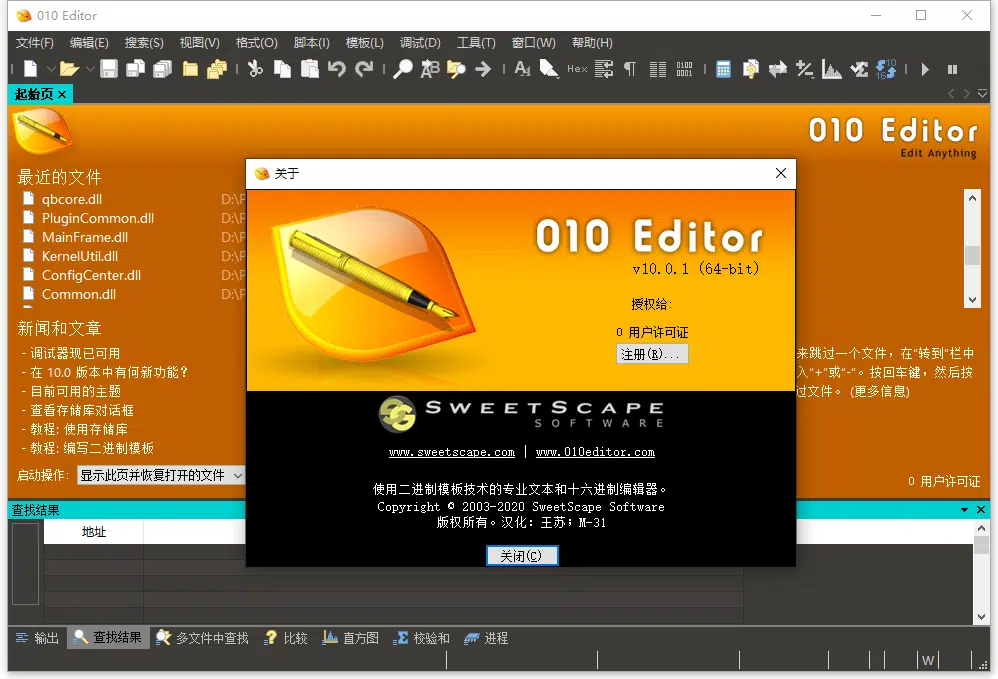 010 Editor
文件(F) 编辑(E) 搜索(S) 视图(V) 格式(O) 脚本(I) 模板(L) 调试(D) 工具(T) 窗口(W) 帮助(H)
Hex
起始页
010 Editor
Edit Anything
最近的文件
qbcore.dll D:\P
PluginCommon.dll D:\P
MainFrame.dll D:\P
KernelUtil.dll D:\P
ConfigCenter.dll D:\P
Common.dll D:\P
新闻和文章
- 调试器现已可用
- 在 10.0 版本中有何新功能?
- 目前可用的主题
- 查看存储库对话框
- 教程: 使用存储库
- 教程: 编写二进制模板
启动操作: 显示此页并恢复打开的文件
来跳过一个文件，在“转到”栏中
入“+”或“-”。按回车键，然后按
过文件。 (更多信息)
0 用户许可证
关于
010 Editor
v10.0.1 (64-bit)
授权给:
0 用户许可证
注册(R)...
SWEETSCAPE
SOFTWARE
www.sweetscape.com | www.010editor.com
使用二进制模板技术的专业文本和十六进制编辑器。
Copyright © 2003-2020 SweetScape Software
版权所有。汉化: 王苏; M-31
关闭(C)
查找结果
地址
输出 查找结果 多文件中查找 比较 直方图 校验和 进程
W